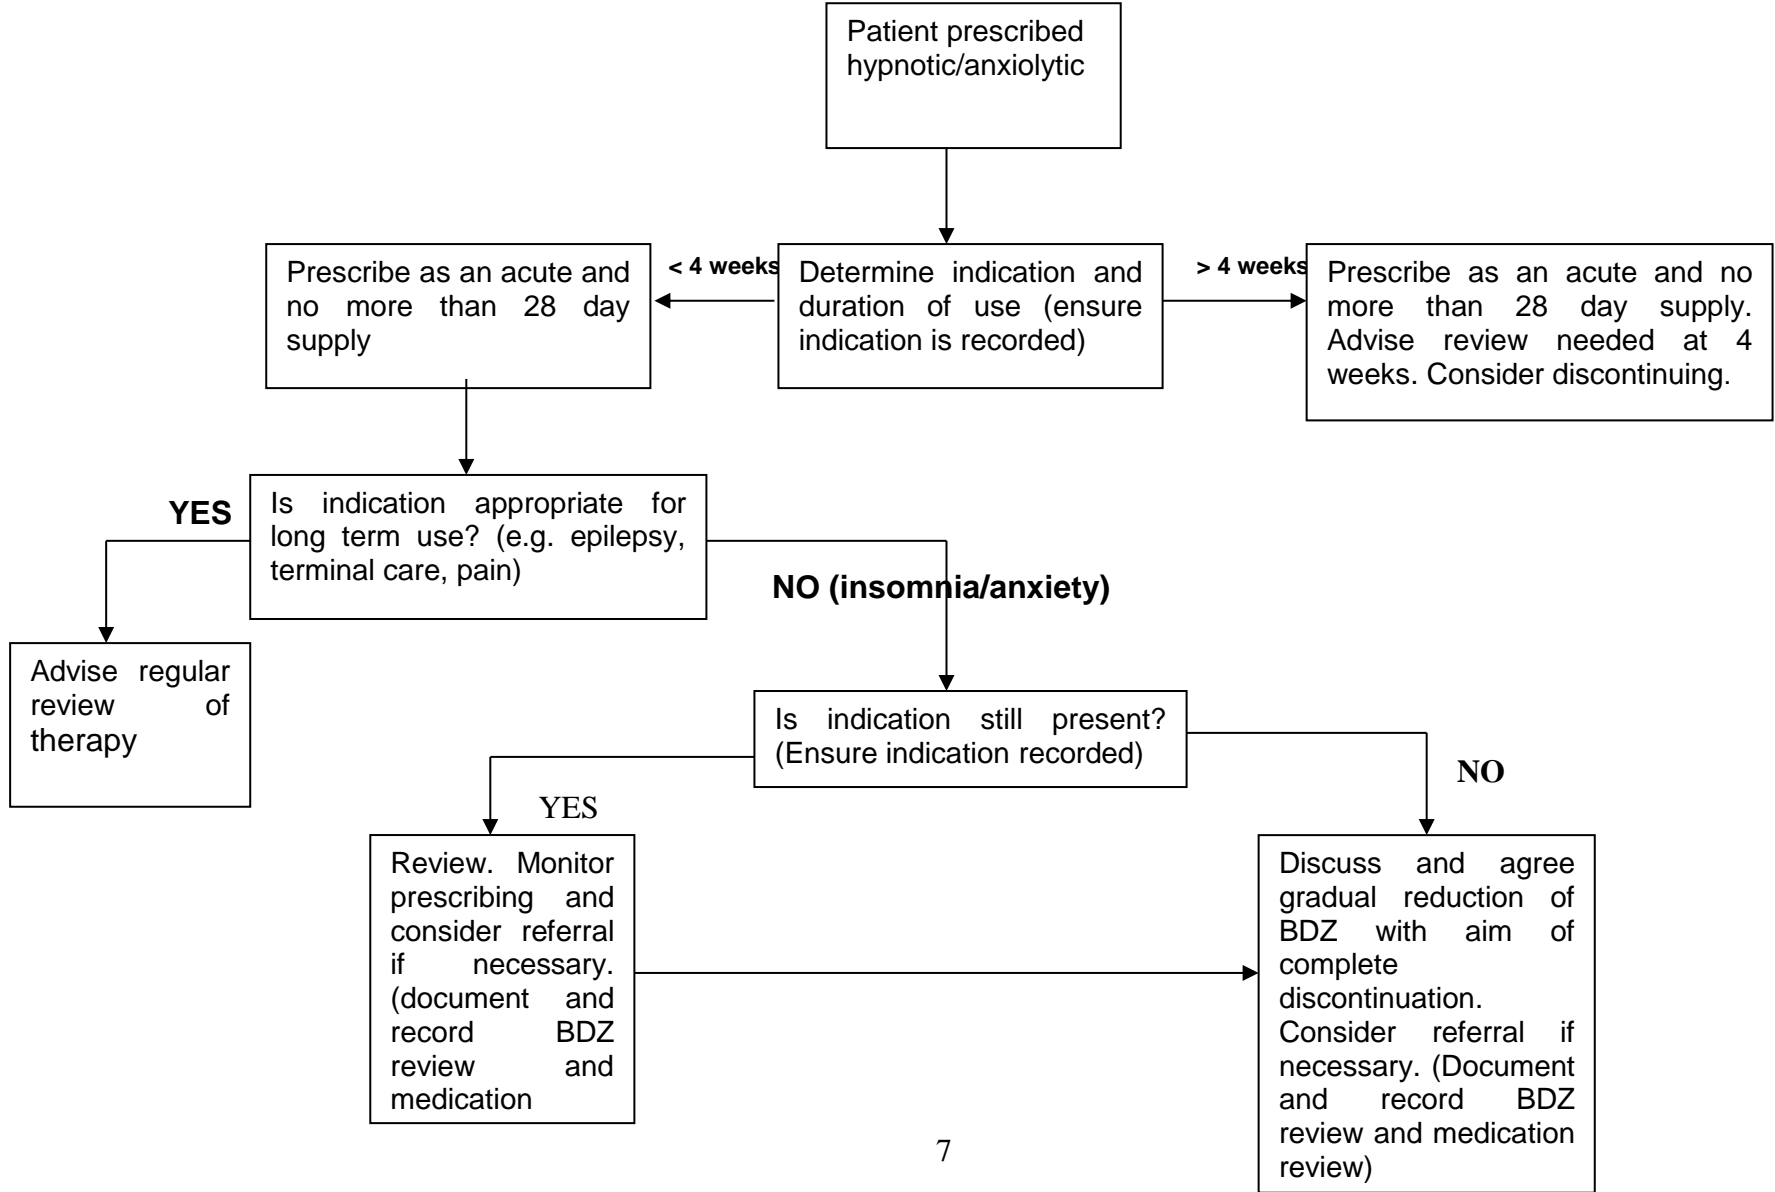 Patient prescribed
hypnotic/anxiolytic
Prescribe as an acute and
no more than 28 day
supply
< 4 weeks
Determine indication and
duration of use (ensure
indication is recorded)
> 4 weeks
Prescribe as an acute and no
more than 28 day supply.
Advise review needed at 4
weeks. Consider discontinuing.
YES
Is indication appropriate for
long term use? (e.g. epilepsy,
terminal care, pain)
NO (insomnia/anxiety)
Advise regular
review of
therapy
Is indication still present?
(Ensure indication recorded)
NO
YES
Review. Monitor
prescribing and
consider referral
if necessary.
(document and
record BDZ
review and
medication
Discuss and agree
gradual reduction of
BDZ with aim of
complete
discontinuation.
Consider referral if
necessary. (Document
and record BDZ
review and medication
review)
7